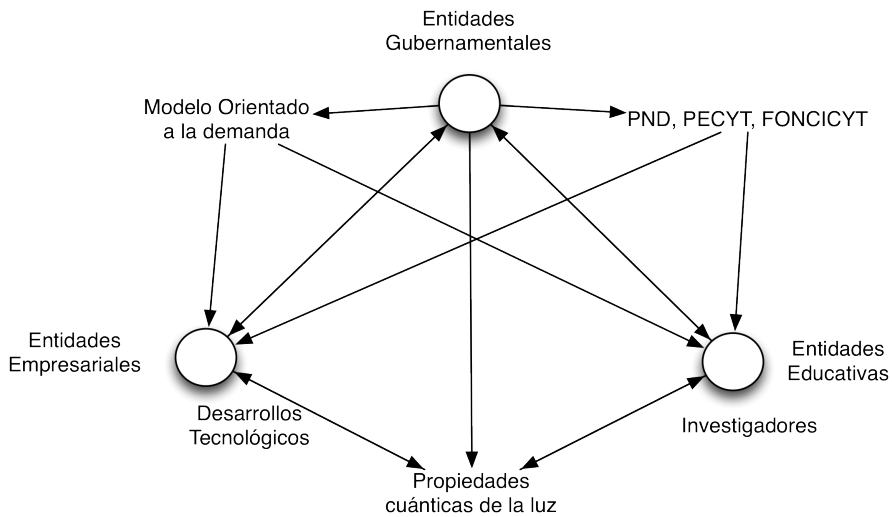 Entidades
Gubernamentales
Modelo Orientado
a la demanda
PND, PECYT, FONCICYT
Entidades
Empresariales
Entidades
Educativas
Desarrollos
Tecnológicos
Investigadores
Propiedades
cuánticas de la luz